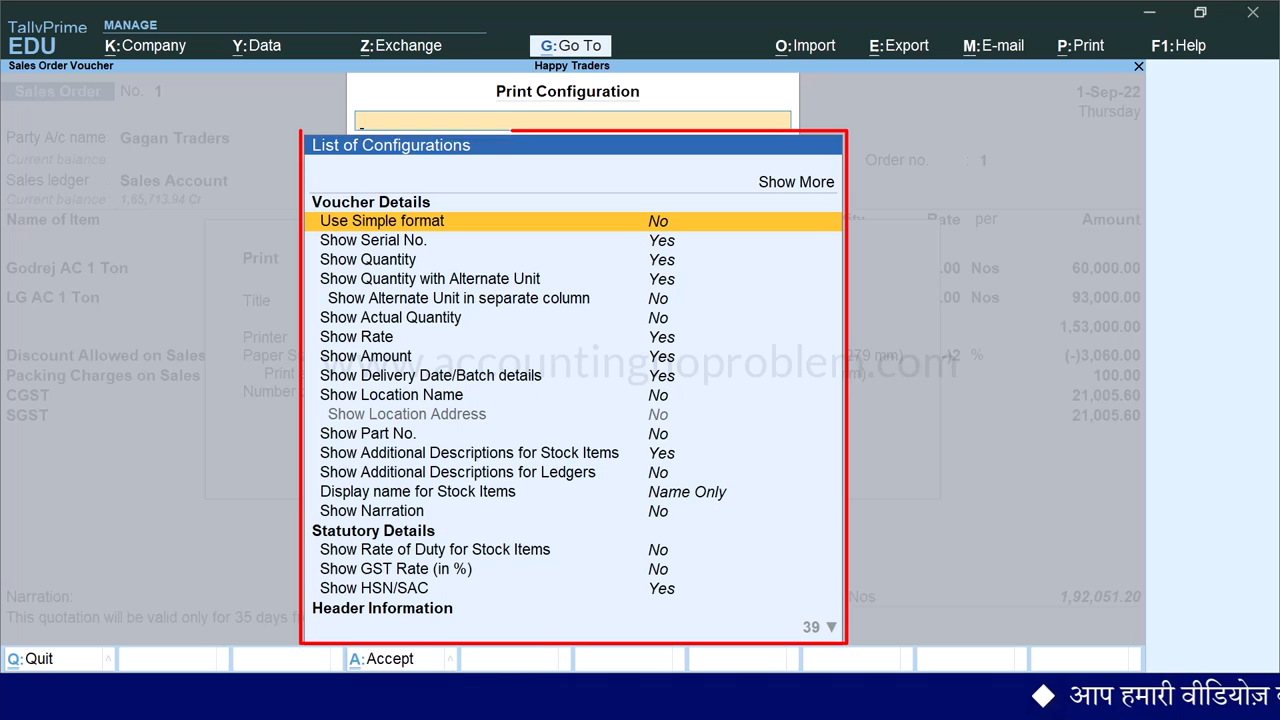 TallyPrime
MANAGE
EDU
K:Company
Y:Data
Z:Exchange
G:Go To
O:Import
E:Export
M:E-mail
P:Print
F1:Help
Sales Order Voucher
Happy Traders
Sales Order No. 1
1-Sep-22
Thursday
Print Configuration
Party A/c name Gagan Traders
Current balance
Order no. : 1
Sales ledger Sales Account
Current balance 1,65,713.94 Cr
Name of Item
Rate per
Amount
Godrej AC 1 Ton
.00 Nos
60,000.00
LG AC 1 Ton
.00 Nos
93,000.00
1,53,000.00
Discount Allowed on Sales
%
(-)3,060.00
Packing Charges on Sales
100.00
CGST
21,005.60
SGST
21,005.60
Print
Title
Printer
Number
List of Configurations
Show More
Voucher Details
Use Simple format No
Show Serial No. Yes
Show Quantity Yes
Show Quantity with Alternate Unit Yes
Show Alternate Unit in separate column No
Show Actual Quantity No
Show Rate Yes
Show Amount Yes
Show Delivery Date/Batch details Yes
Show Location Name No
Show Location Address No
Show Part No. No
Show Additional Descriptions for Stock Items Yes
Show Additional Descriptions for Ledgers No
Display name for Stock Items Name Only
Show Narration No
Statutory Details
Show Rate of Duty for Stock Items No
Show GST Rate (in %) No
Show HSN/SAC Yes
Header Information
39 ▼
www.accountingnoproblem.com
Narration:
This quotation will be valid only for 35 days
Nos
1,92,051.20
Q:Quit
A:Accept
आप हमारी वीडियोज़